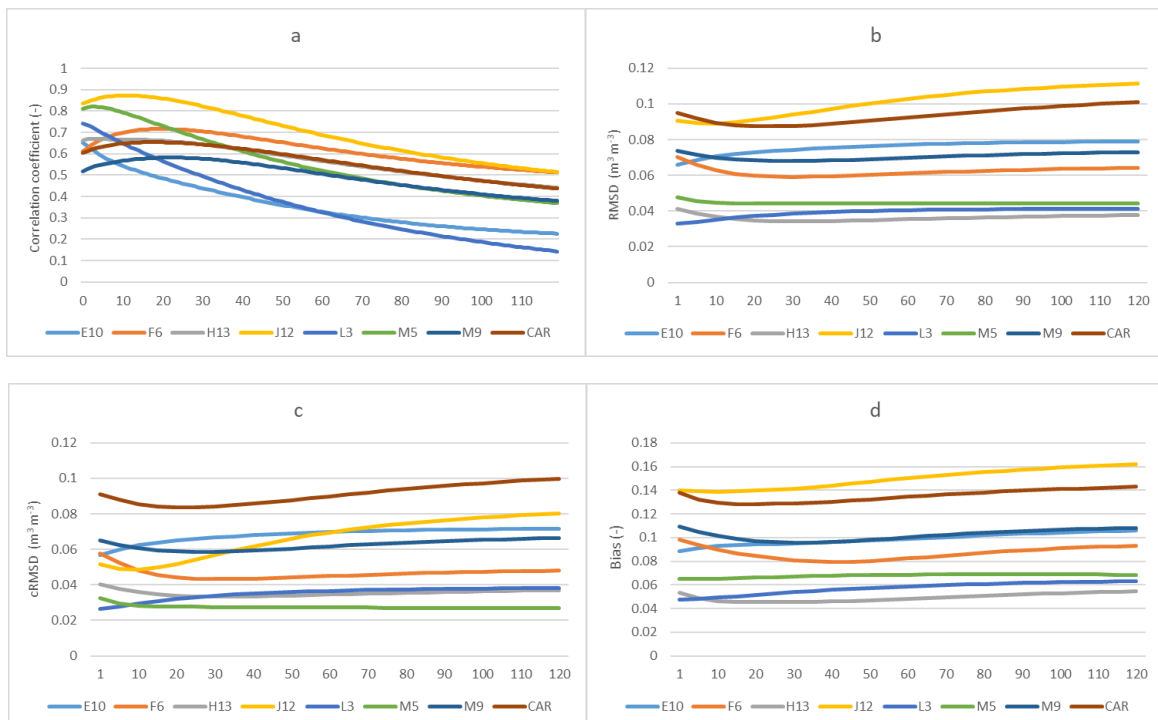 a
1
0.9
0.8
0.7
0.6
0.5
0.4
0.3
0.2
0.1
0
Correlation coefficient (-)
0 10 20 30 40 50 60 70 80 90 100 110
E10 F6 H13 J12 L3 M5 M9 CAR
b
0.12
0.1
0.08
0.06
0.04
0.02
0
RMSD (m³ m⁻³)
1 10 20 30 40 50 60 70 80 90 100 110 120
E10 F6 H13 J12 L3 M5 M9 CAR
c
0.12
0.1
0.08
0.06
0.04
0.02
0
cRMSD (m³ m⁻³)
1 10 20 30 40 50 60 70 80 90 100 110 120
E10 F6 H13 J12 L3 M5 M9 CAR
d
0.18
0.16
0.14
0.12
0.1
0.08
0.06
0.04
0.02
0
Bias (-)
1 10 20 30 40 50 60 70 80 90 100 110 120
E10 F6 H13 J12 L3 M5 M9 CAR